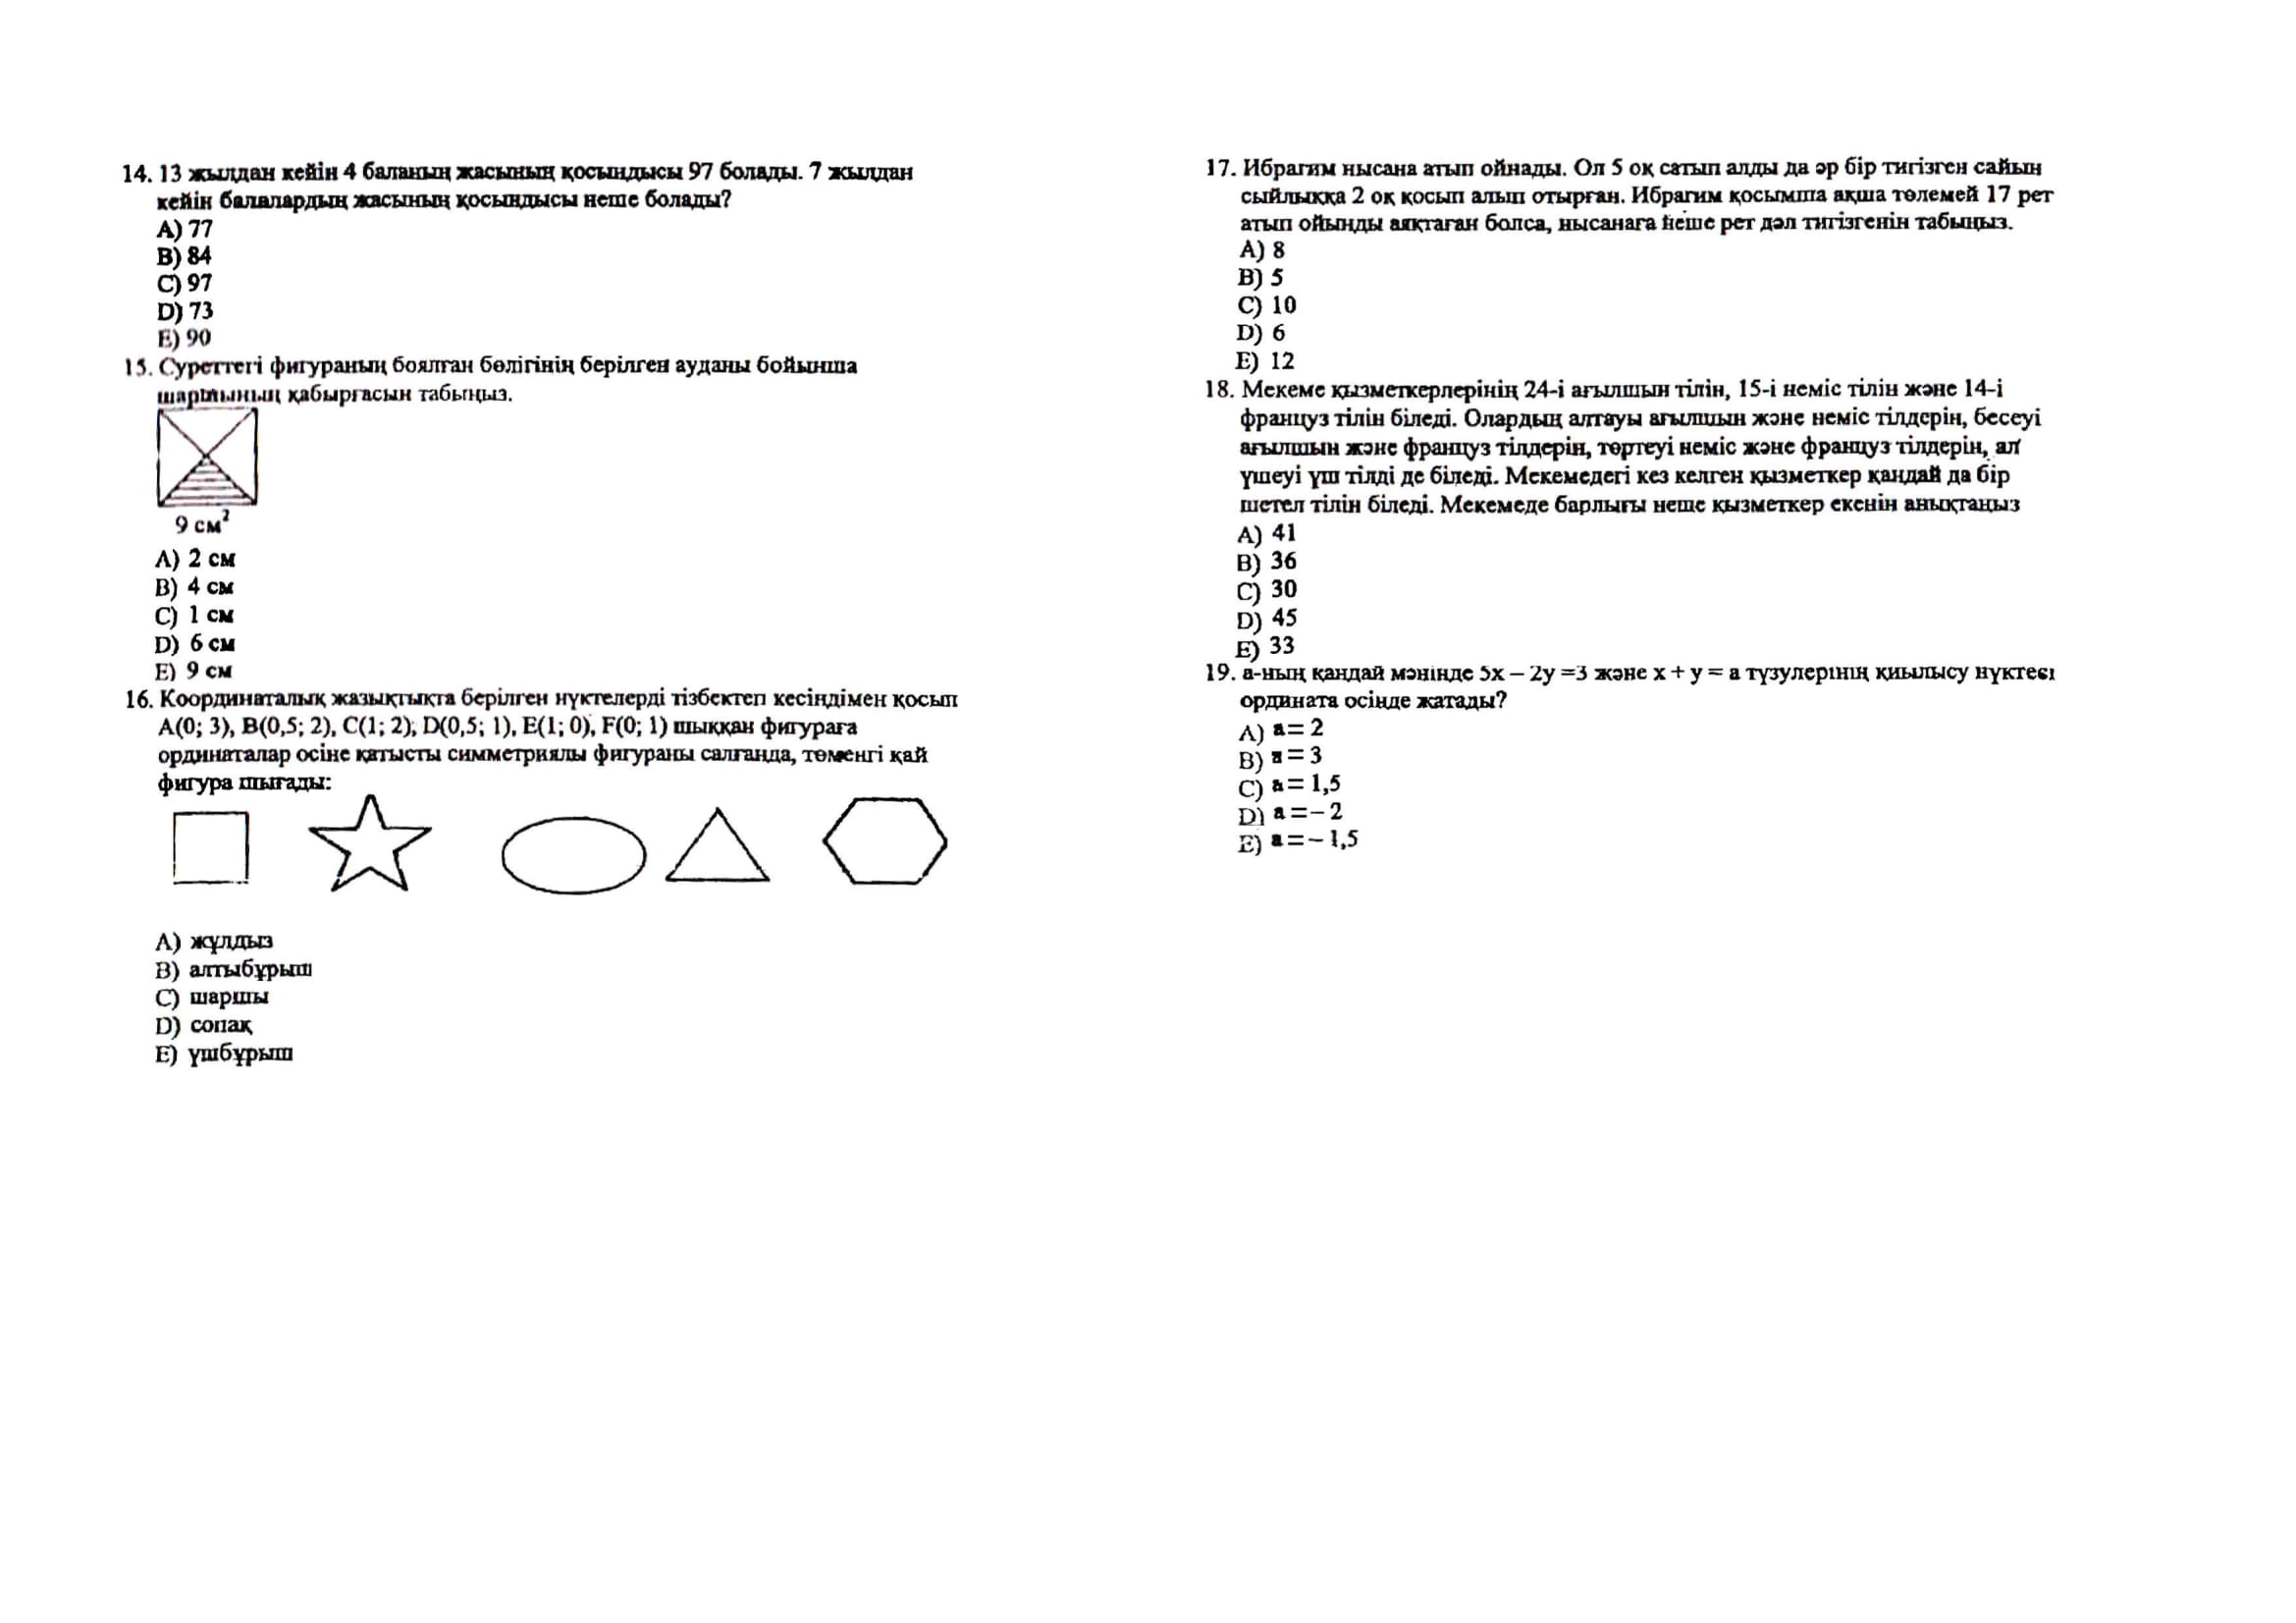 14. 13 жылдан кейін 4 баланың жасының қосындысы 97 болады. 7 жылдан
кейін балалардың жасының қосындысы неше болады?
A) 77
B) 84
C) 97
D) 73
E) 90
15. Суреттегі фигураның боялған бөлігінің берілген ауданы бойынша
шаршының қабырғасын табыңыз.
9 см²
A) 2 см
B) 4 см
C) 1 см
D) 6 см
E) 9 см
16. Координаталық жазықтықта берілген нүктелерді тізбектеп кесіндімен қосып
A(0; 3), B(0,5; 2), C(1; 2), D(0,5; 1), E(1; 0), F(0; 1) шыққан фигураға
ординаталар осіне қатысты симметриялы фигураны салғанда, төменгі қай
фигура шығады:
A) жұлдыз
B) алтыбұрыш
C) шаршы
D) сопақ
E) үшбұрыш
17. Ибрагим нысана атып ойнады. Ол 5 оқ сатып алды да әр бір тигізген сайын
сыйлыққа 2 оқ қосып алып отырған. Ибрагим қосымша ақша төлемей 17 рет
атып ойынды аяқтаған болса, нысанаға неше рет дәл тигізгенін табыңыз.
A) 8
B) 5
C) 10
D) 6
E) 12
18. Мекеме қызметкерлерінің 24-і ағылшын тілін, 15-і неміс тілін және 14-і
француз тілін біледі. Олардың алтауы ағылшын және неміс тілдерін, бесеуі
ағылшын және француз тілдерін, төртеуі неміс және француз тілдерін, ал
үшеуі үш тілді де біледі. Мекемедегі кез келген қызметкер қандай да бір
шетел тілін біледі. Мекемеде барлығы неше қызметкер екенін анықтаңыз
A) 41
B) 36
C) 30
D) 45
E) 33
19. a-ның қандай мәнінде 5x – 2y =3 және x + y = a түзулерінің қиылысу нүктесі
ордината осінде жатады?
A) a = 2
B) a = 3
C) a = 1,5
D) a = – 2
E) a = – 1,5